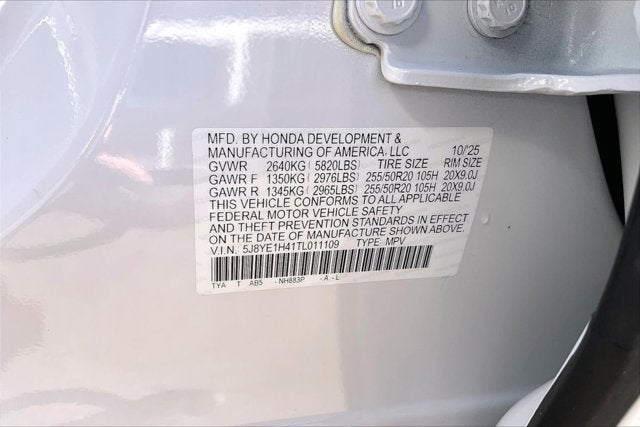 MFD. BY HONDA DEVELOPMENT &
MANUFACTURING OF AMERICA, LLC 10/25
GVWR 2640KG ( 5820LBS) TIRE SIZE RIM SIZE
GAWR F 1350KG ( 2976LBS) 255/50R20 105H 20X9.0J
GAWR R 1345KG ( 2965LBS) 255/50R20 105H 20X9.0J
THIS VEHICLE CONFORMS TO ALL APPLICABLE
FEDERAL MOTOR VEHICLE SAFETY
AND THEFT PREVENTION STANDARDS IN EFFECT
ON THE DATE OF MANUFACTURE SHOWN ABOVE.
V.I.N. 5J8YE1H41TL011109 TYPE: MPV
TYA T AB5 - NH883P - A - L